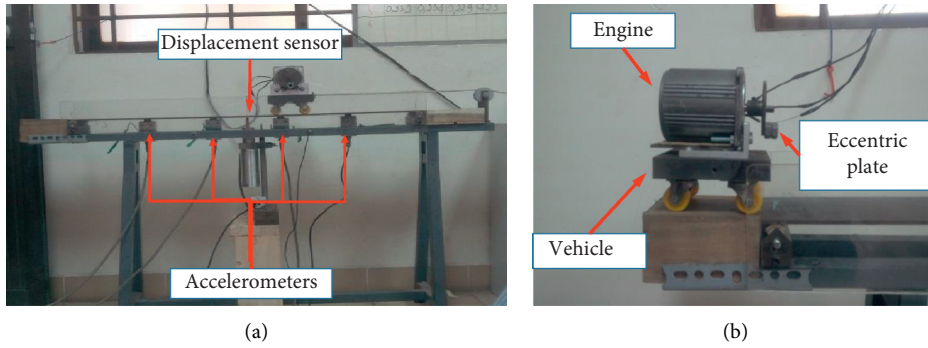 Displacement sensor
Accelerometers
(a)
Engine
Eccentric
plate
Vehicle
(b)